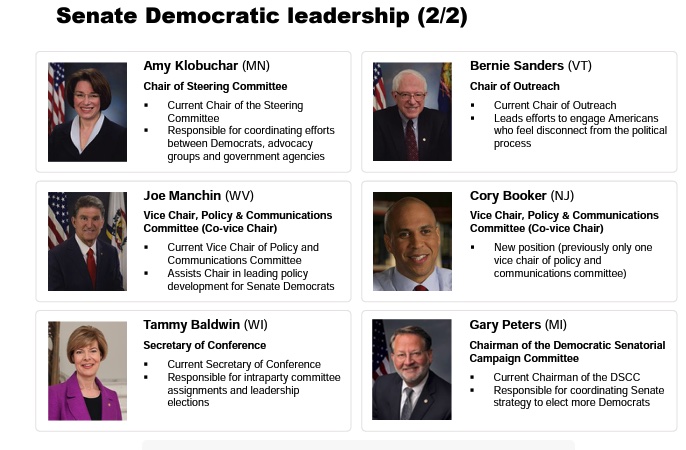 Senate Democratic leadership (2/2)
Amy Klobuchar (MN)
Chair of Steering Committee
▪ Current Chair of the Steering
Committee
▪ Responsible for coordinating efforts
between Democrats, advocacy
groups and government agencies
Bernie Sanders (VT)
Chair of Outreach
▪ Current Chair of Outreach
▪ Leads efforts to engage Americans
who feel disconnect from the political
process
Joe Manchin (WV)
Vice Chair, Policy & Communications
Committee (Co-vice Chair)
▪ Current Vice Chair of Policy and
Communications Committee
▪ Assists Chair in leading policy
development for Senate Democrats
Cory Booker (NJ)
Vice Chair, Policy & Communications
Committee (Co-vice Chair)
▪ New position (previously only one
vice chair of policy and
communications committee)
Tammy Baldwin (WI)
Secretary of Conference
▪ Current Secretary of Conference
▪ Responsible for intraparty committee
assignments and leadership
elections
Gary Peters (MI)
Chairman of the Democratic Senatorial
Campaign Committee
▪ Current Chairman of the DSCC
▪ Responsible for coordinating Senate
strategy to elect more Democrats